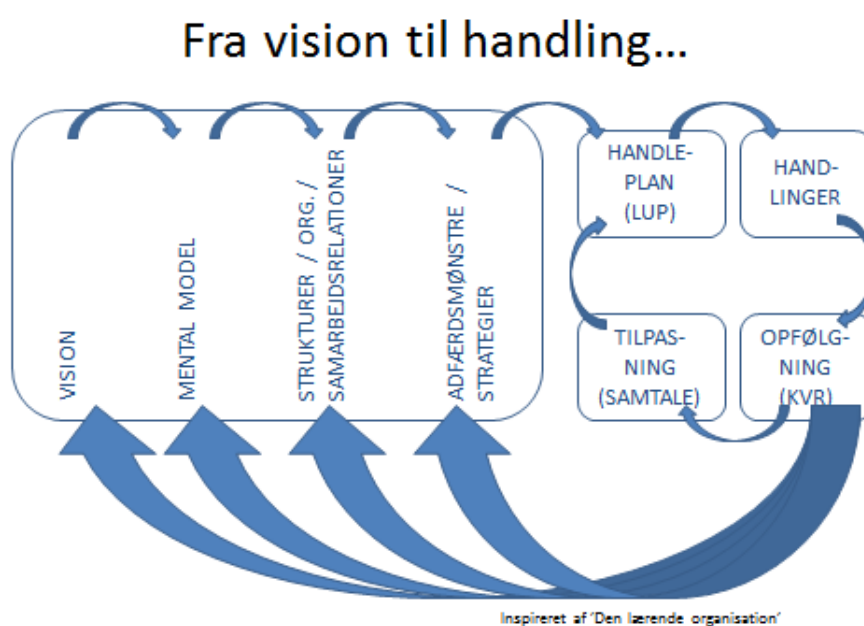 Fra vision til handling...
VISION
MENTAL MODEL
STRUKTURER / ORG. /
SAMARBEJDSRELATIONER
ADFÆRDSMØNSTRE /
STRATEGIER
HANDLE-
PLAN
(LUP)
HAND-
LINGER
OPFØLG-
NING
(KVR)
TILPAS-
NING
(SAMTALE)
Inspireret af 'Den lærende organisation'